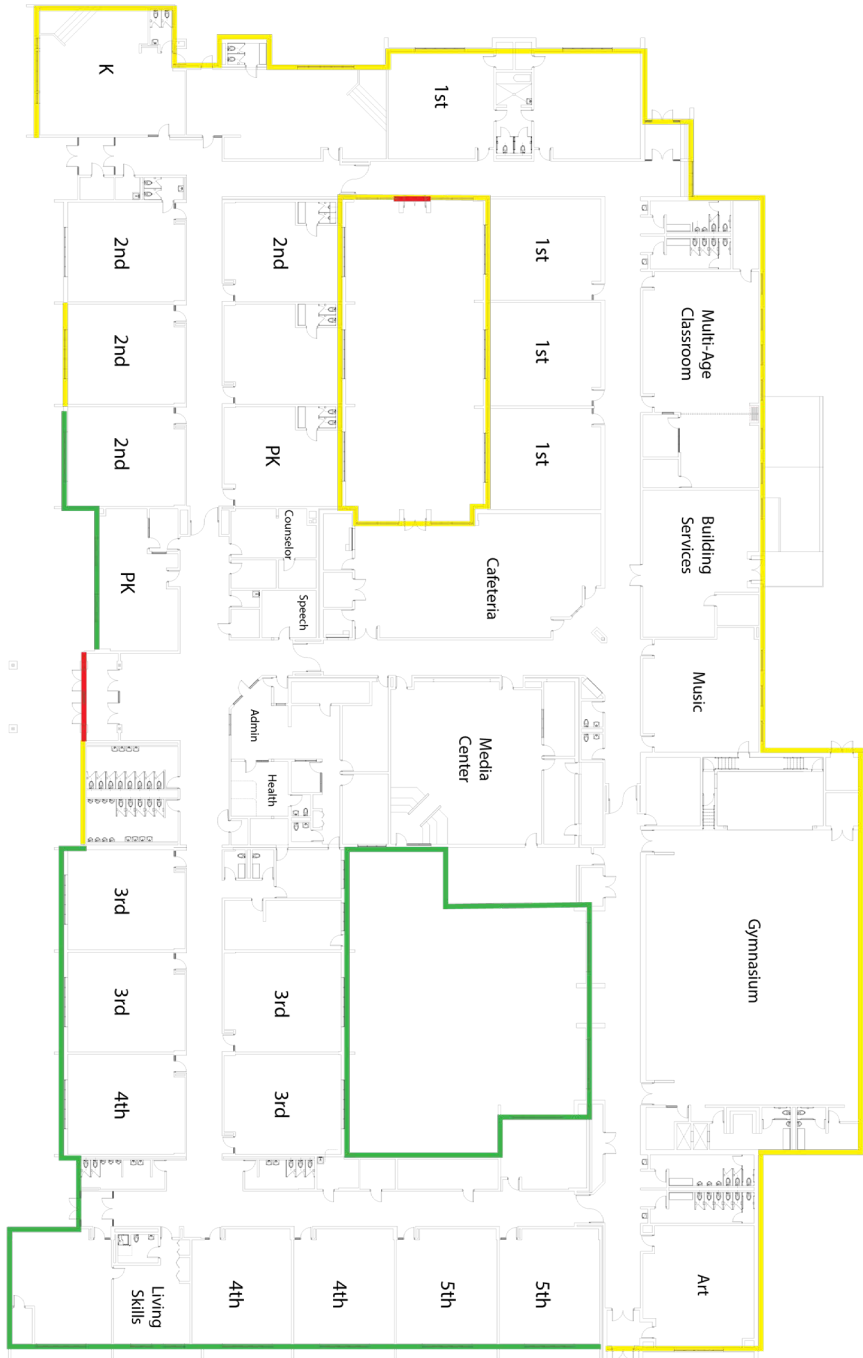 K
1st
2nd
2nd
1st
Multi-Age
Classroom
2nd
1st
2nd
PK
1st
PK
Counselor
Speech
Cafeteria
Building
Services
Music
Admin
Health
Media
Center
3rd
Gymnasium
3rd
3rd
4th
3rd
Living
Skills
4th
4th
5th
5th
Art